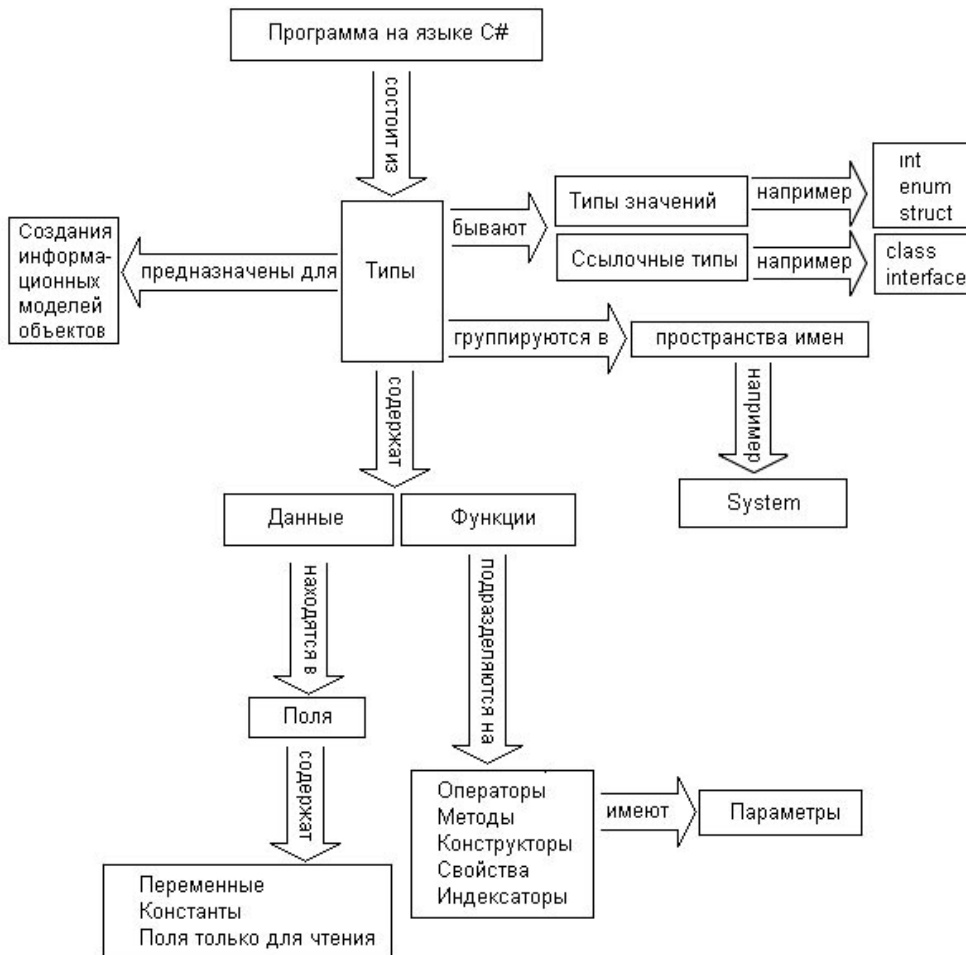 Программа на языке C#
состоит из
Типы
предназначены для
Создания
информа-
ционных
моделей
объектов
бывают
Типы значений
например
int
enum
struct
Ссылочные типы
например
class
interface
группируются в
пространства имен
например
System
содержат
Данные
Функции
находятся в
Поля
содержат
Переменные
Константы
Поля только для чтения
подразделяются на
Операторы
Методы
Конструкторы
Свойства
Индексаторы
имеют
Параметры